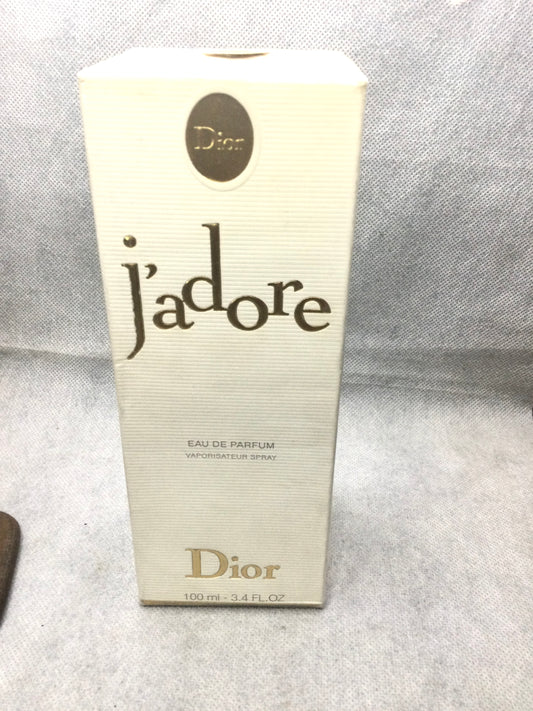 Dior
j'adore
EAU DE PARFUM
VAPORISATEUR SPRAY
Dior
100 ml - 3.4 FL.OZ